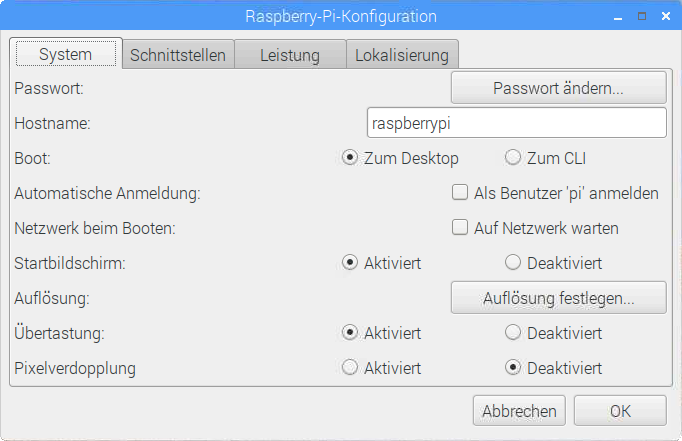 Raspberry-Pi-Konfiguration
System Schnittstellen Leistung Lokalisierung
Passwort: Passwort ändern...
Hostname: raspberrypi
Boot: Zum Desktop Zum CLI
Automatische Anmeldung: Als Benutzer 'pi' anmelden
Netzwerk beim Booten: Auf Netzwerk warten
Startbildschirm: Aktiviert Deaktiviert
Auflösung: Auflösung festlegen...
Übertastung: Aktiviert Deaktiviert
Pixelverdopplung Aktiviert Deaktiviert
Abbrechen OK